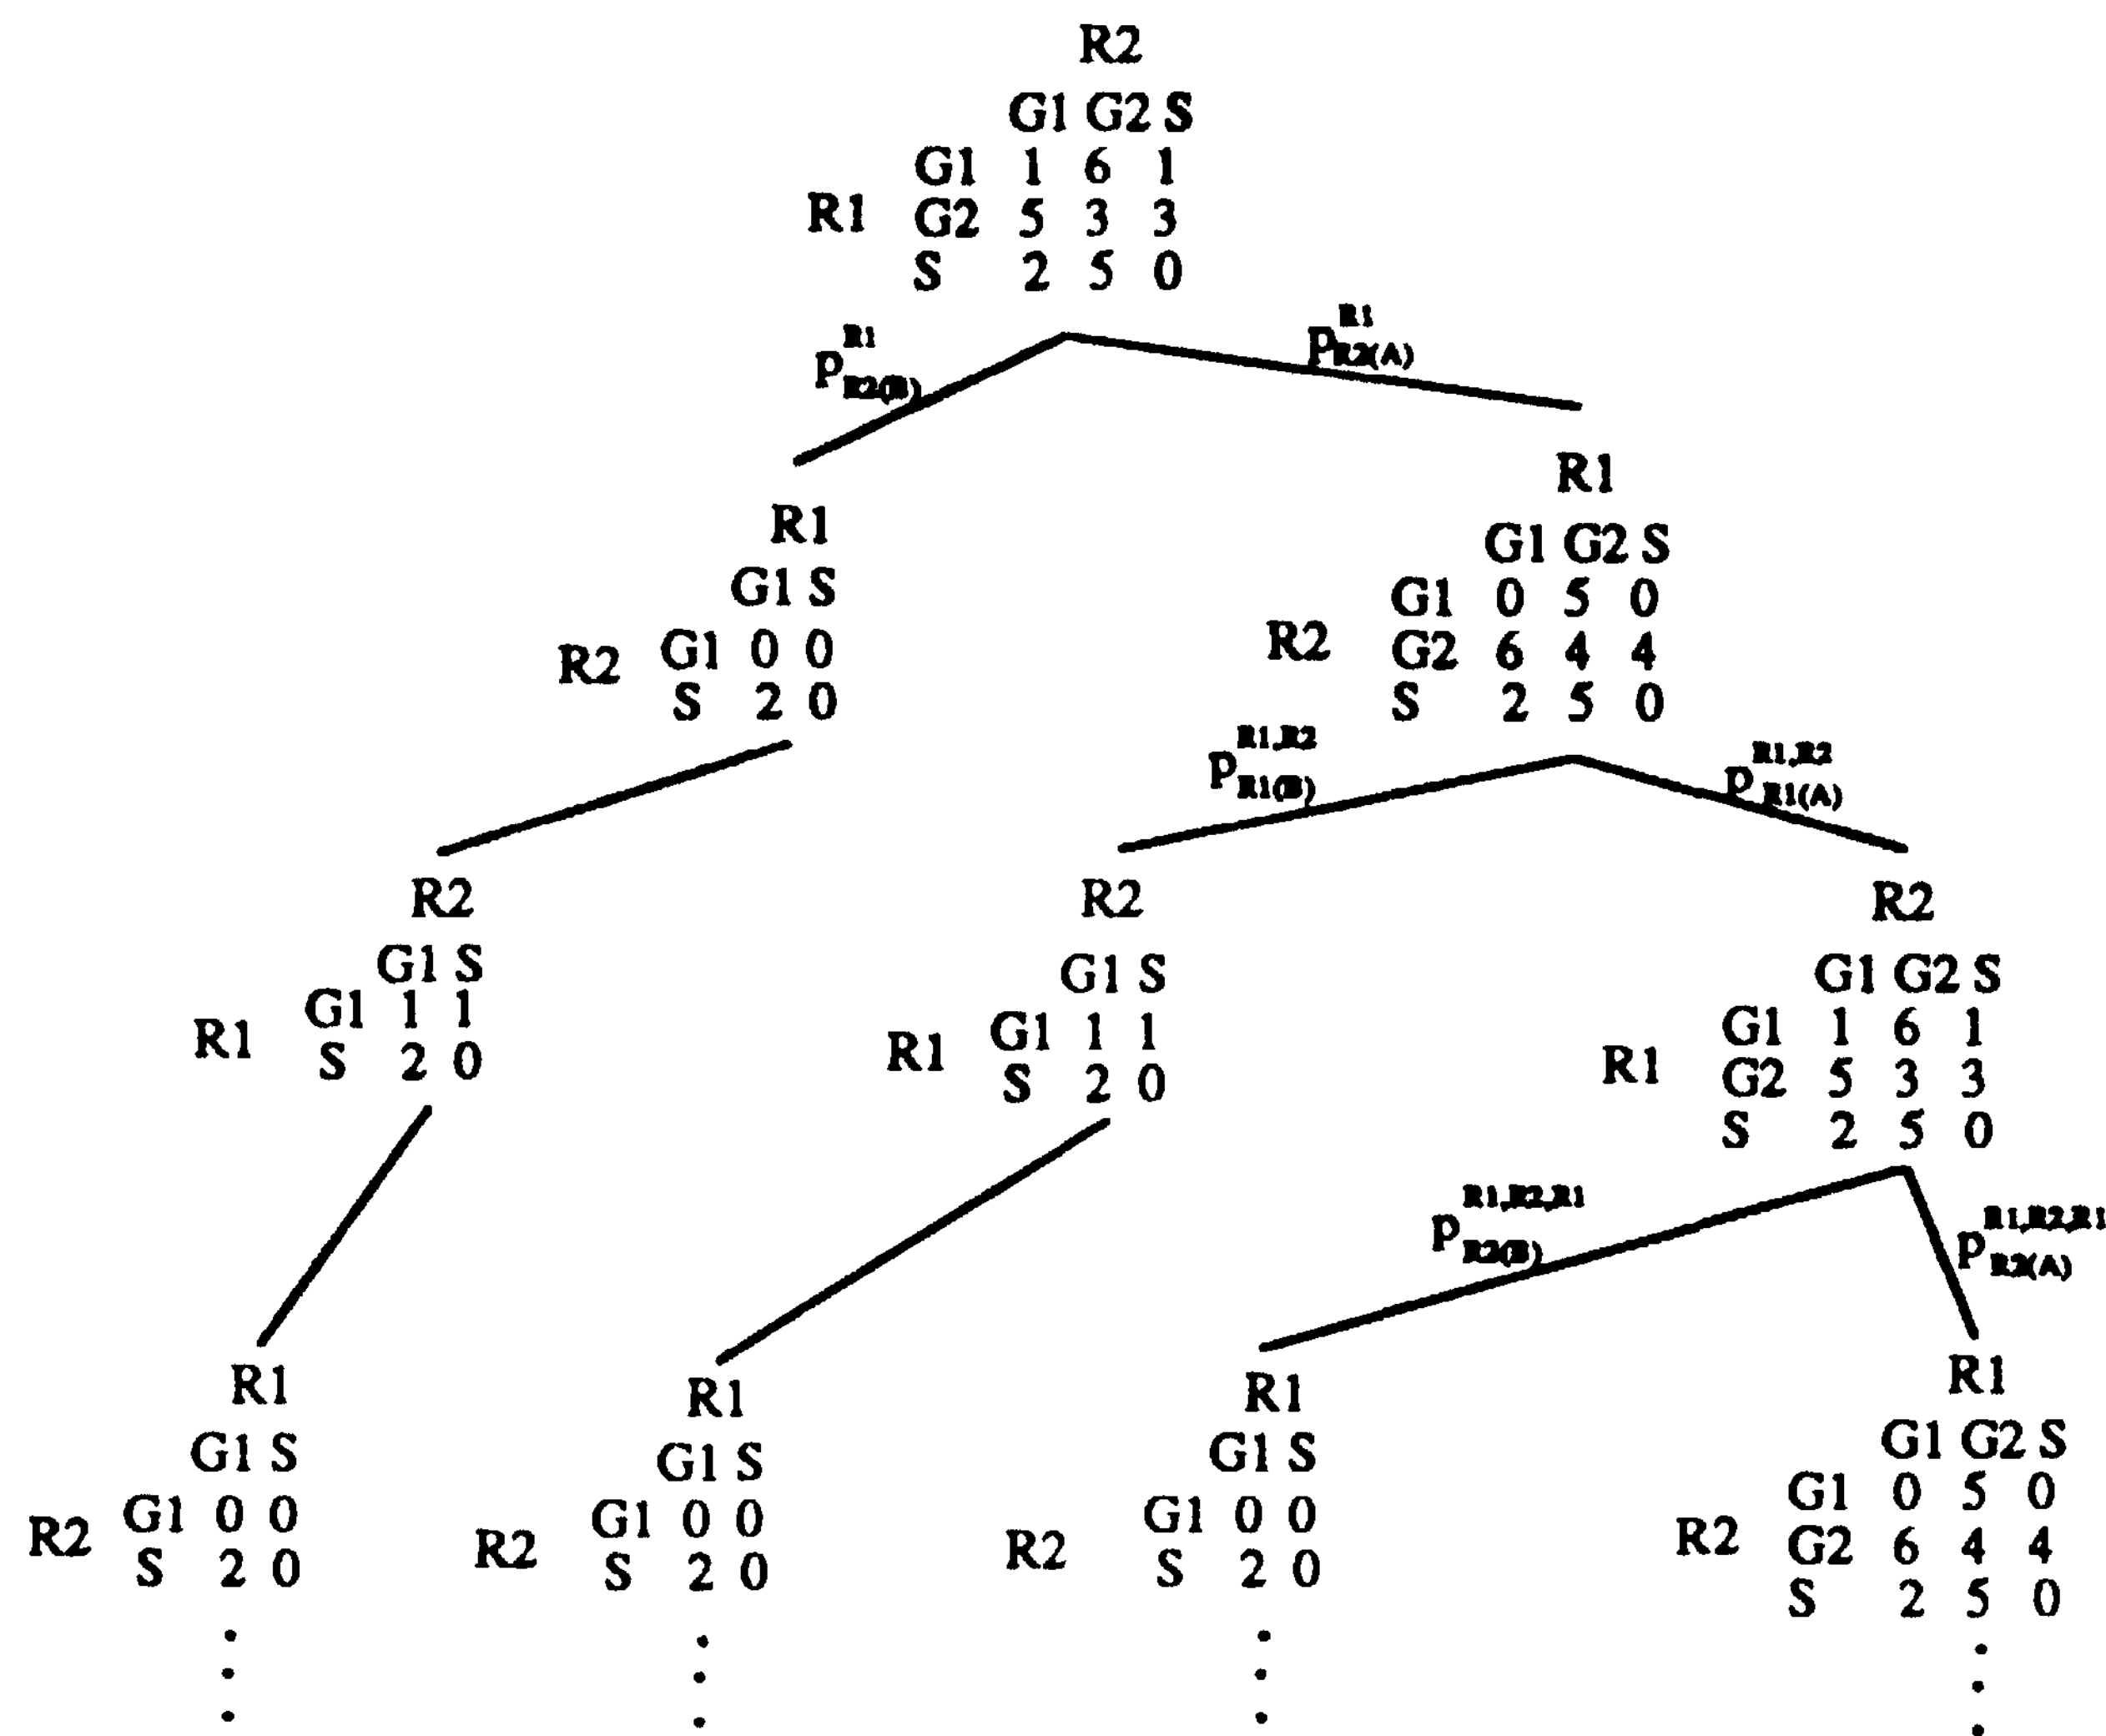 R2
G1 G2 S
G1 1 6 1
R1 G2 5 3 3
S 2 5 0
R1
p R2(B)
R1
p R2(A)
R1
G1 S
R2 G1 0 0
S 2 0
R1
G1 G2 S
G1 0 5 0
R2 G2 6 4 4
S 2 5 0
R1,R2
p R1(B)
R1,R2
p R1(A)
R2
G1 S
R1 G1 1 1
S 2 0
R2
G1 S
R1 G1 1 1
S 2 0
R2
G1 G2 S
G1 1 6 1
R1 G2 5 3 3
S 2 5 0
R1,R2,R1
p R2(B)
R1,R2,R1
p R2(A)
R1
G1 S
R2 G1 0 0
S 2 0
R1
G1 S
R2 G1 0 0
S 2 0
R1
G1 S
R2 G1 0 0
S 2 0
R1
G1 G2 S
G1 0 5 0
R2 G2 6 4 4
S 2 5 0